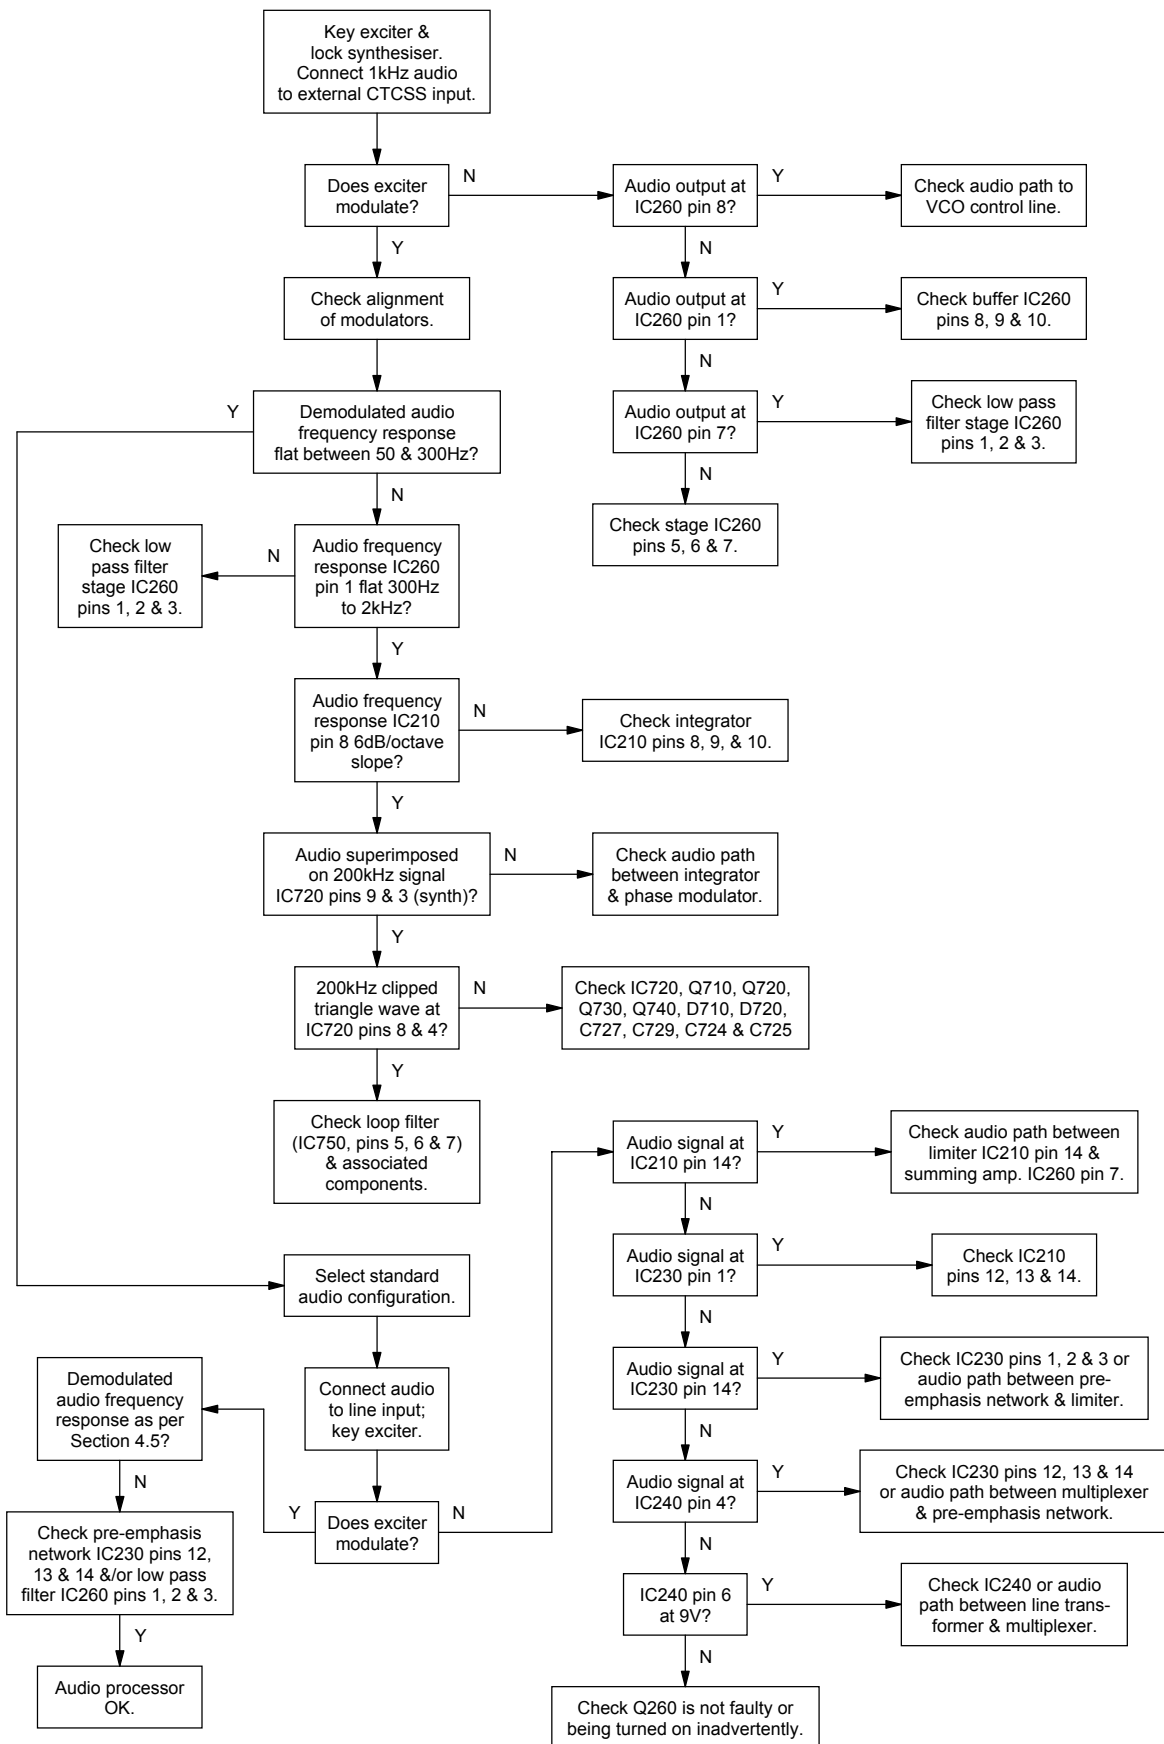 Key exciter &
lock synthesiser.
Connect 1kHz audio
to external CTCSS input.
Does exciter
modulate?
N
Audio output at
IC260 pin 8?
Y
Check audio path to
VCO control line.
Y
N
Check alignment
of modulators.
Audio output at
IC260 pin 1?
Y
Check buffer IC260
pins 8, 9 & 10.
N
Y
Demodulated audio
frequency response
flat between 50 & 300Hz?
Audio output at
IC260 pin 7?
Y
Check low pass
filter stage IC260
pins 1, 2 & 3.
N
N
Check stage IC260
pins 5, 6 & 7.
Check low
pass filter
stage IC260
pins 1, 2 & 3.
N
Audio frequency
response IC260
pin 1 flat 300Hz
to 2kHz?
Y
Audio frequency
response IC210
pin 8 6dB/octave
slope?
N
Check integrator
IC210 pins 8, 9, & 10.
Y
Audio superimposed
on 200kHz signal
IC720 pins 9 & 3 (synth)?
N
Check audio path
between integrator
& phase modulator.
Y
200kHz clipped
triangle wave at
IC720 pins 8 & 4?
N
Check IC720, Q710, Q720,
Q730, Q740, D710, D720,
C727, C729, C724 & C725
Y
Check loop filter
(IC750, pins 5, 6 & 7)
& associated
components.
Audio signal at
IC210 pin 14?
Y
Check audio path between
limiter IC210 pin 14 &
summing amp. IC260 pin 7.
N
Select standard
audio configuration.
Audio signal at
IC230 pin 1?
Y
Check IC210
pins 12, 13 & 14.
N
Demodulated
audio frequency
response as per
Section 4.5?
Connect audio
to line input;
key exciter.
Audio signal at
IC230 pin 14?
Y
Check IC230 pins 1, 2 & 3 or
audio path between pre-
emphasis network & limiter.
N
N
Audio signal at
IC240 pin 4?
Y
Check IC230 pins 12, 13 & 14
or audio path between multiplexer
& pre-emphasis network.
Check pre-emphasis
network IC230 pins 12,
13 & 14 &/or low pass
filter IC260 pins 1, 2 & 3.
Y
Does exciter
modulate?
N
N
IC240 pin 6
at 9V?
Y
Check IC240 or audio
path between line trans-
former & multiplexer.
Y
N
Audio processor
OK.
Check Q260 is not faulty or
being turned on inadvertently.